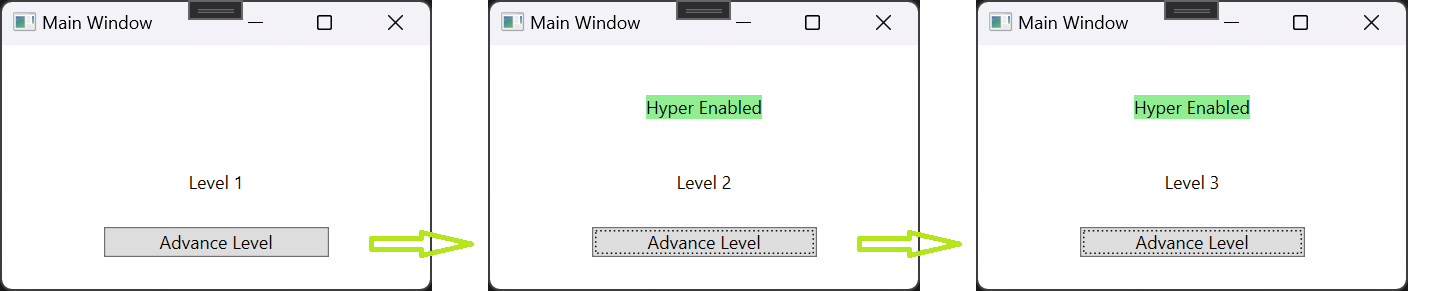 Main Window
Level 1
Advance Level
Main Window
Hyper Enabled
Level 2
Advance Level
Main Window
Hyper Enabled
Level 3
Advance Level